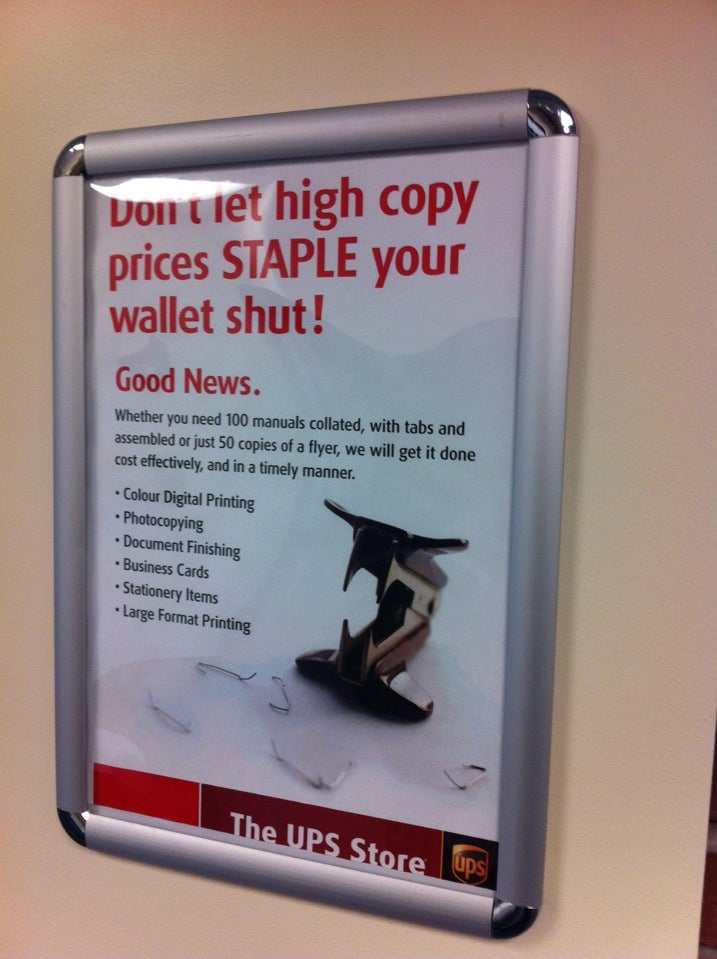 Don't let high copy
prices STAPLE your
wallet shut!
Good News.
Whether you need 100 manuals collated, with tabs and
assembled or just 50 copies of a flyer, we will get it done
cost effectively, and in a timely manner.
• Colour Digital Printing
• Photocopying
• Document Finishing
• Business Cards
• Stationery Items
• Large Format Printing
The UPS Store
ups